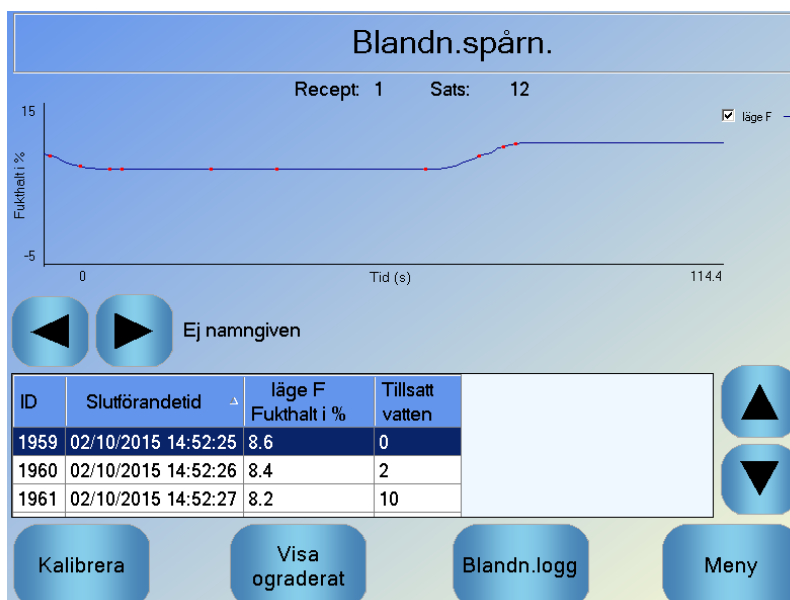 Blandn.spårn.
Recept: 1 Sats: 12
15
läge F
Fukthalt i %
-5
0 Tid (s) 114.4
Ej namngiven
ID Slutförandetid läge F Fukthalt i % Tillsatt vatten
1959 02/10/2015 14:52:25 8.6 0
1960 02/10/2015 14:52:26 8.4 2
1961 02/10/2015 14:52:27 8.2 10
Kalibrera
Visa
ograderat
Blandn.logg
Meny